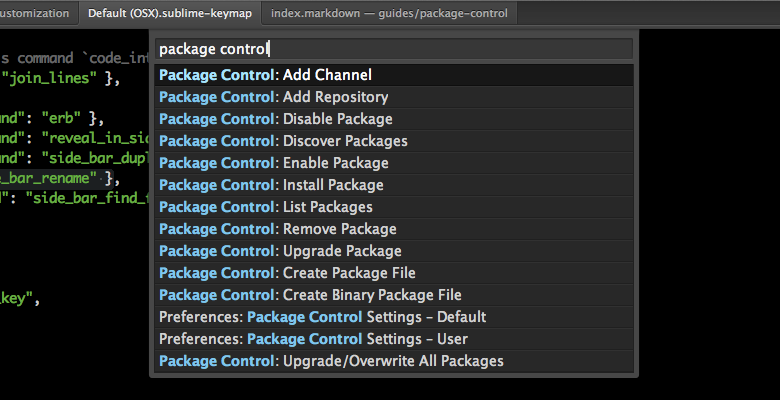 ustomization Default (OSX).sublime-keymap index.markdown — guides/package-control
package control
s command `code_int
"join_lines" },
nd": "erb" },
nd": "reveal_in_sid
nd": "side_bar_dupl
e_bar_rename" },
d": "side_bar_find_f
key",
Package Control: Add Channel
Package Control: Add Repository
Package Control: Disable Package
Package Control: Discover Packages
Package Control: Enable Package
Package Control: Install Package
Package Control: List Packages
Package Control: Remove Package
Package Control: Upgrade Package
Package Control: Create Package File
Package Control: Create Binary Package File
Preferences: Package Control Settings – Default
Preferences: Package Control Settings – User
Package Control: Upgrade/Overwrite All Packages